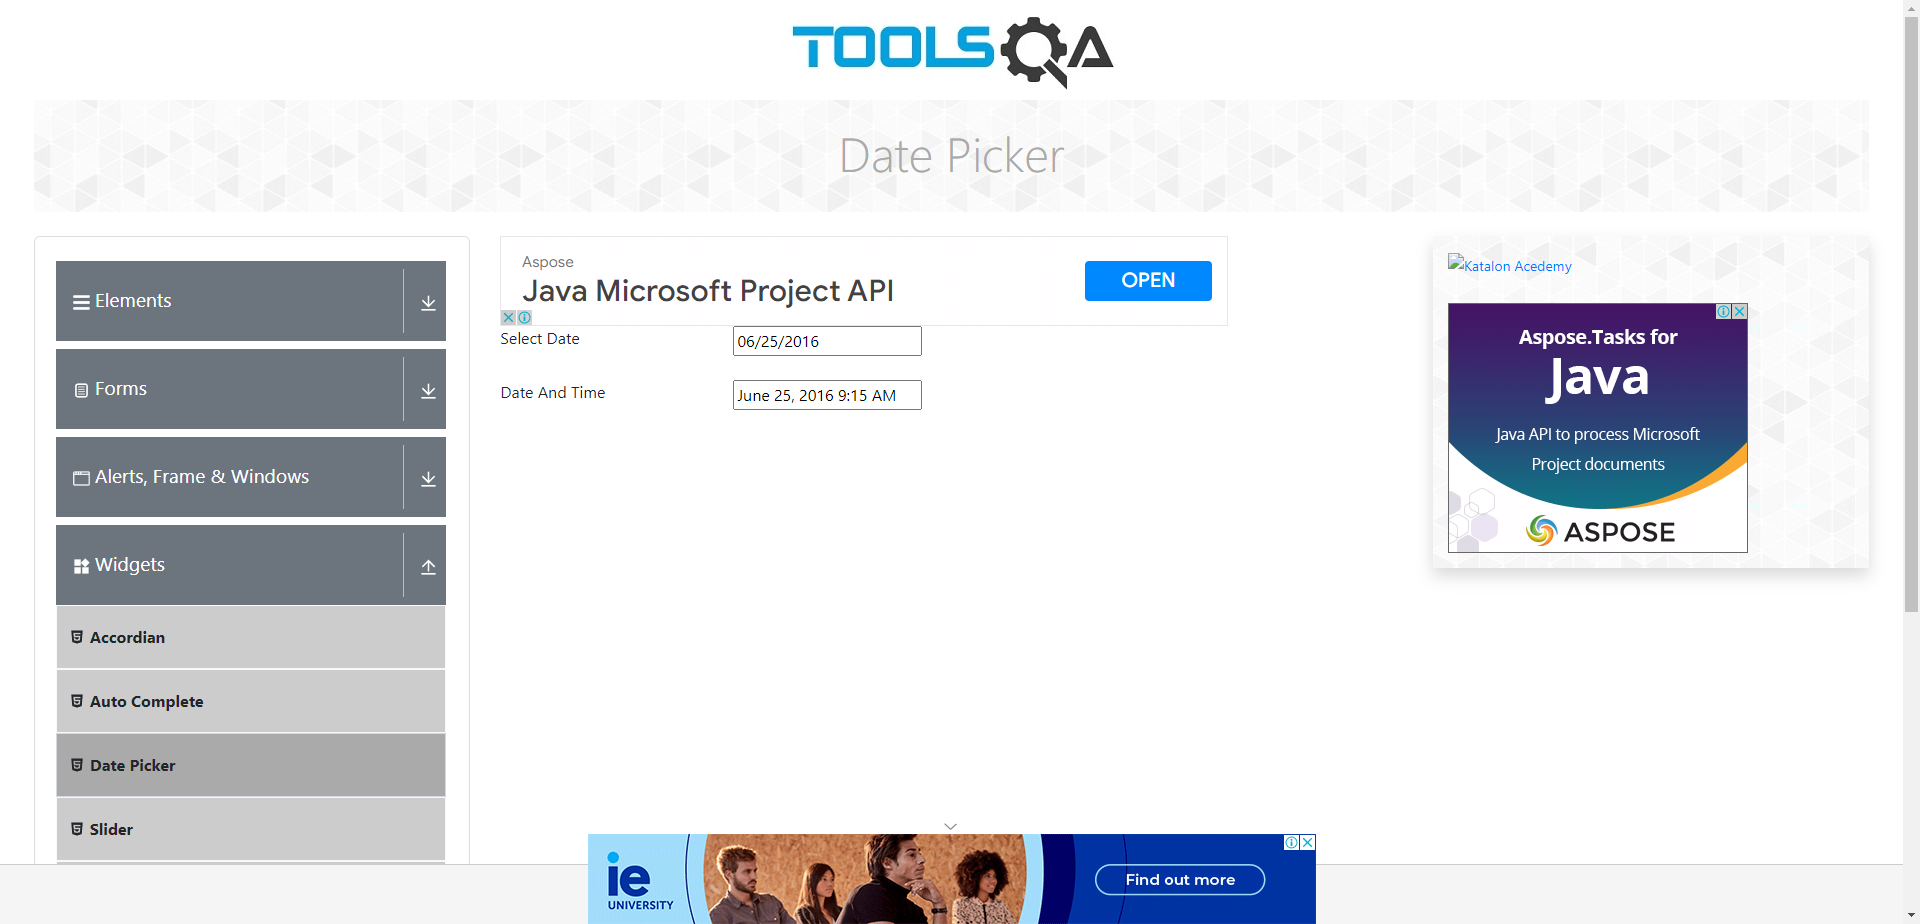 TOOLSQA
Date Picker
Elements
Forms
Alerts, Frame & Windows
Widgets
Accordian
Auto Complete
Date Picker
Slider
Aspose
Java Microsoft Project API
OPEN
Select Date
06/25/2016
Date And Time
June 25, 2016 9:15 AM
Katalon Acedemy
Aspose.Tasks for
Java
Java API to process Microsoft
Project documents
ASPOSE
ie
UNIVERSITY
Find out more